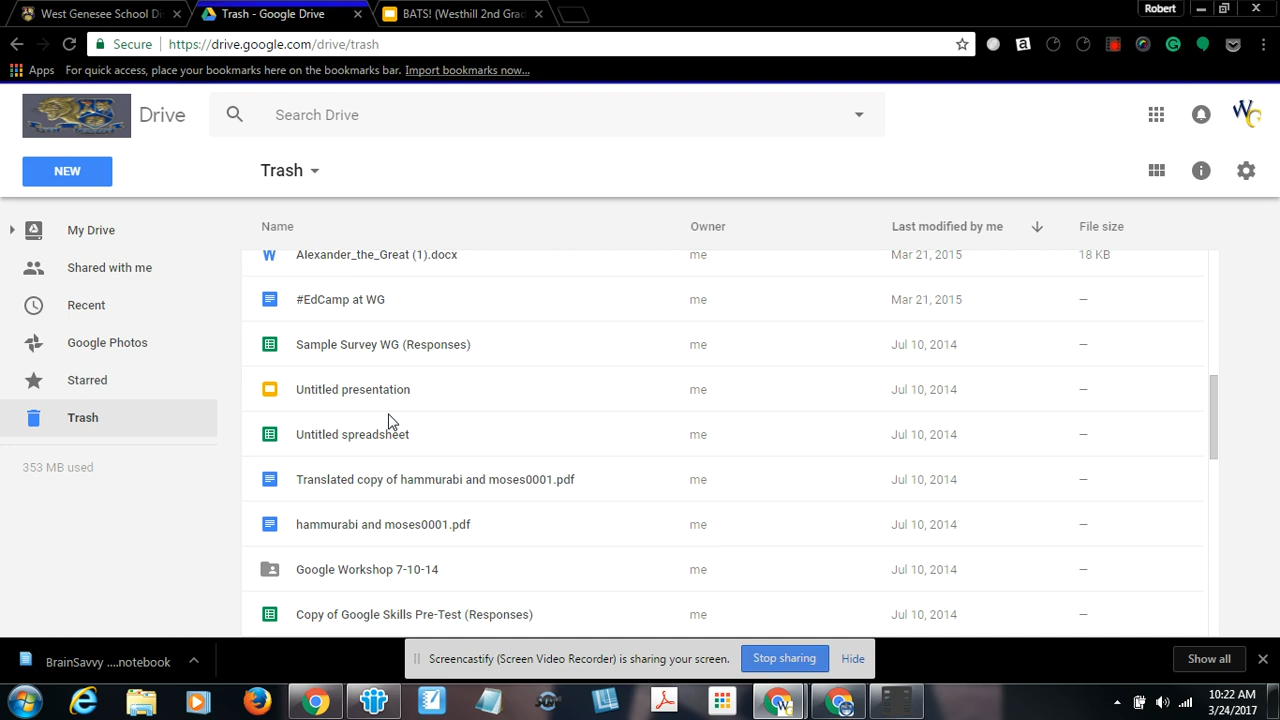 West Genesee School Di
Trash - Google Drive
BATS! (Westhill 2nd Grad
Robert
Secure
https://drive.google.com/drive/trash
Apps
For quick access, place your bookmarks here on the bookmarks bar. Import bookmarks now...
Drive
Search Drive
NEW
Trash
My Drive
Shared with me
Recent
Google Photos
Starred
Trash
353 MB used
Name Owner Last modified by me File size
Alexander_the_Great (1).docx me Mar 21, 2015 18 KB
#EdCamp at WG me Mar 21, 2015 —
Sample Survey WG (Responses) me Jul 10, 2014 —
Untitled presentation me Jul 10, 2014 —
Untitled spreadsheet me Jul 10, 2014 —
Translated copy of hammurabi and moses0001.pdf me Jul 10, 2014 —
hammurabi and moses0001.pdf me Jul 10, 2014 —
Google Workshop 7-10-14 me Jul 10, 2014 —
Copy of Google Skills Pre-Test (Responses) me Jul 10, 2014 —
BrainSavvy ....notebook
Screencastify (Screen Video Recorder) is sharing your screen.
Stop sharing
Hide
Show all
10:22 AM
3/24/2017